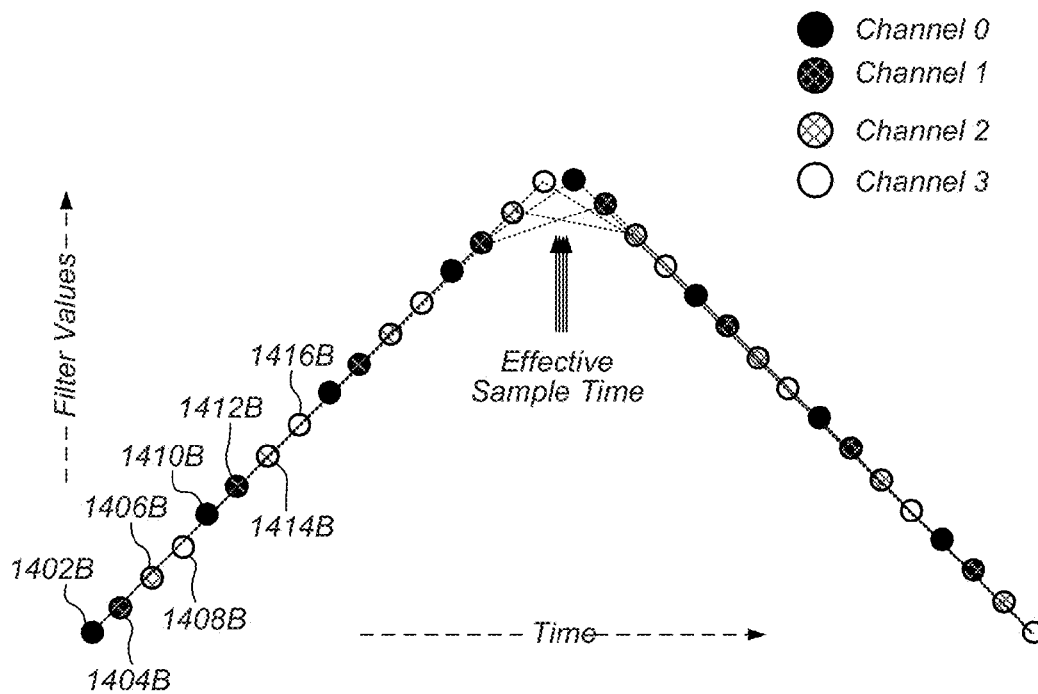 Channel 0
Channel 1
Channel 2
Channel 3
Filter Values
Effective
Sample Time
1416B
1412B
1410B
1414B
1406B
1402B
1408B
1404B
Time